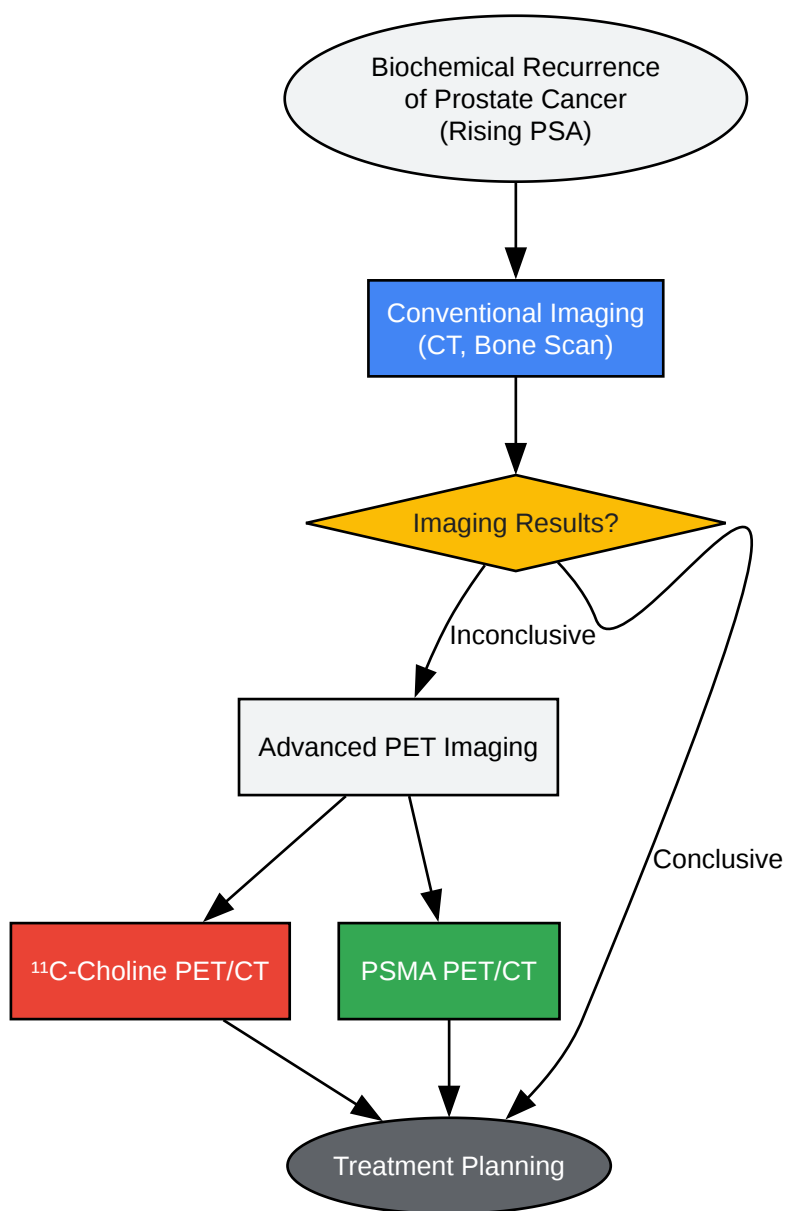 Biochemical Recurrence
of Prostate Cancer
(Rising PSA)
Conventional Imaging
(CT, Bone Scan)
Imaging Results?
Inconclusive
Advanced PET Imaging
Conclusive
¹¹C-Choline PET/CT
PSMA PET/CT
Treatment Planning